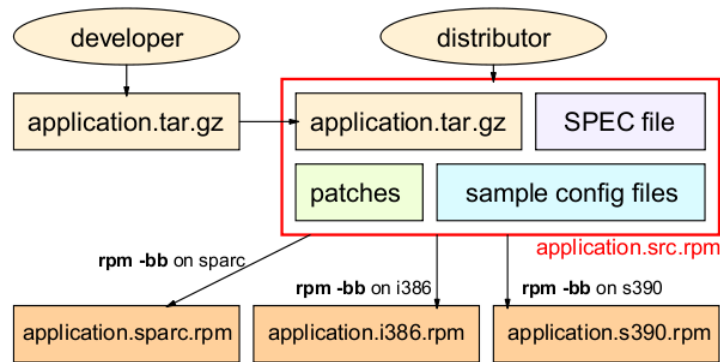 developer
distributor
application.tar.gz
application.tar.gz
SPEC file
patches
sample config files
application.src.rpm
rpm -bb on sparc
rpm -bb on i386
rpm -bb on s390
application.sparc.rpm
application.i386.rpm
application.s390.rpm